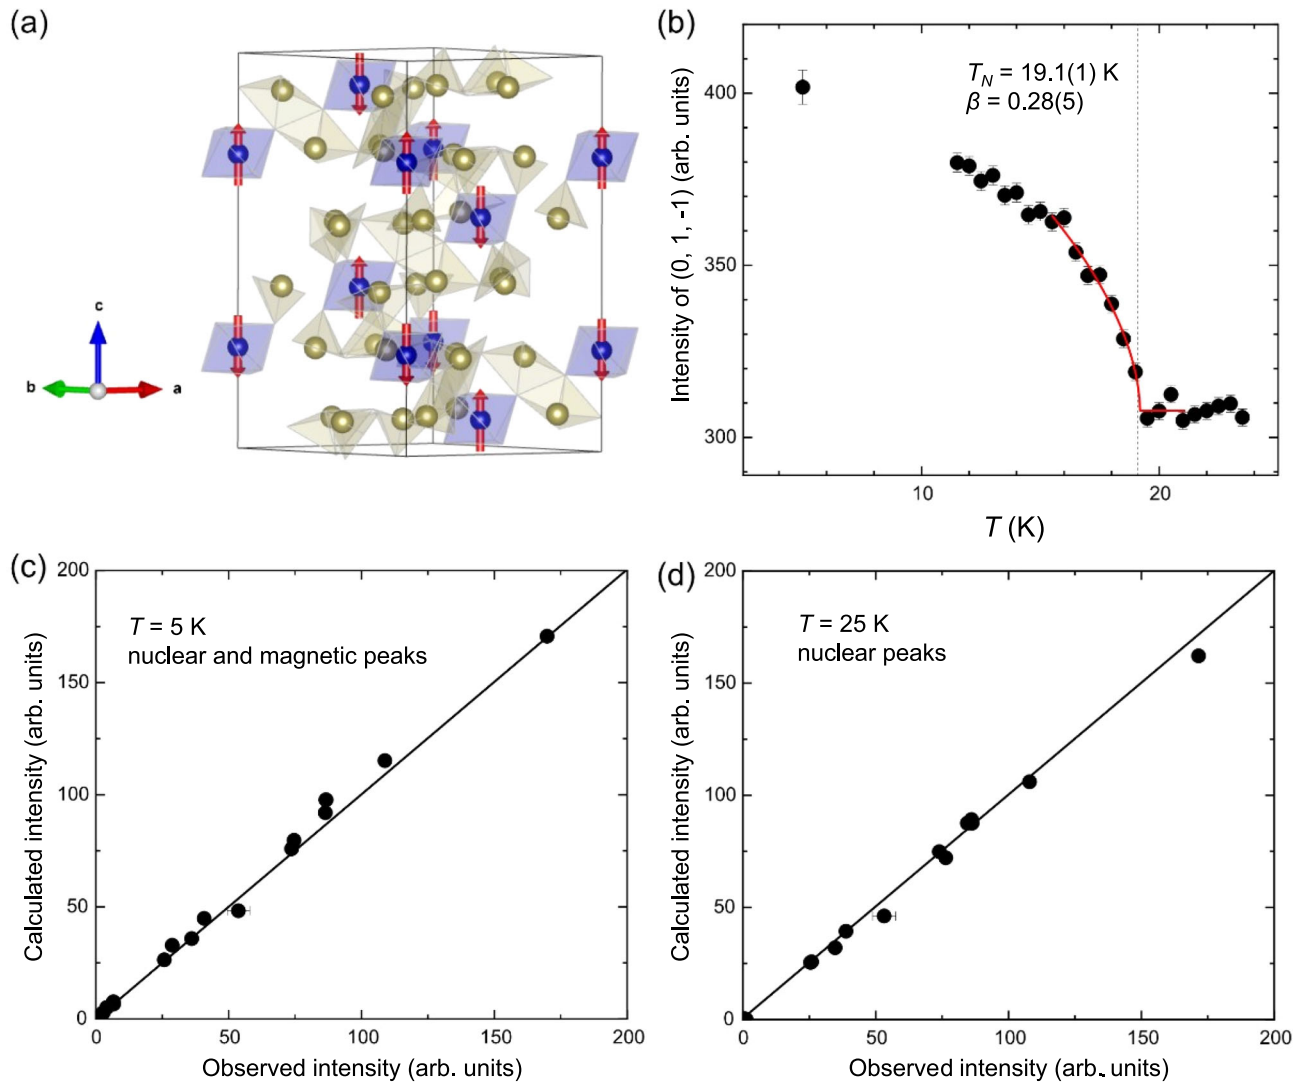 (a)
c
b
a
(b)
T_N = 19.1(1) K
β = 0.28(5)
Intensity of (0, 1, -1) (arb. units)
400
350
300
10
20
T (K)
(c)
T = 5 K
nuclear and magnetic peaks
Calculated intensity (arb. units)
200
150
100
50
0
0
50
100
150
200
Observed intensity (arb. units)
(d)
T = 25 K
nuclear peaks
Calculated intensity (arb. units)
200
150
100
50
0
0
50
100
150
200
Observed intensity (arb. units)